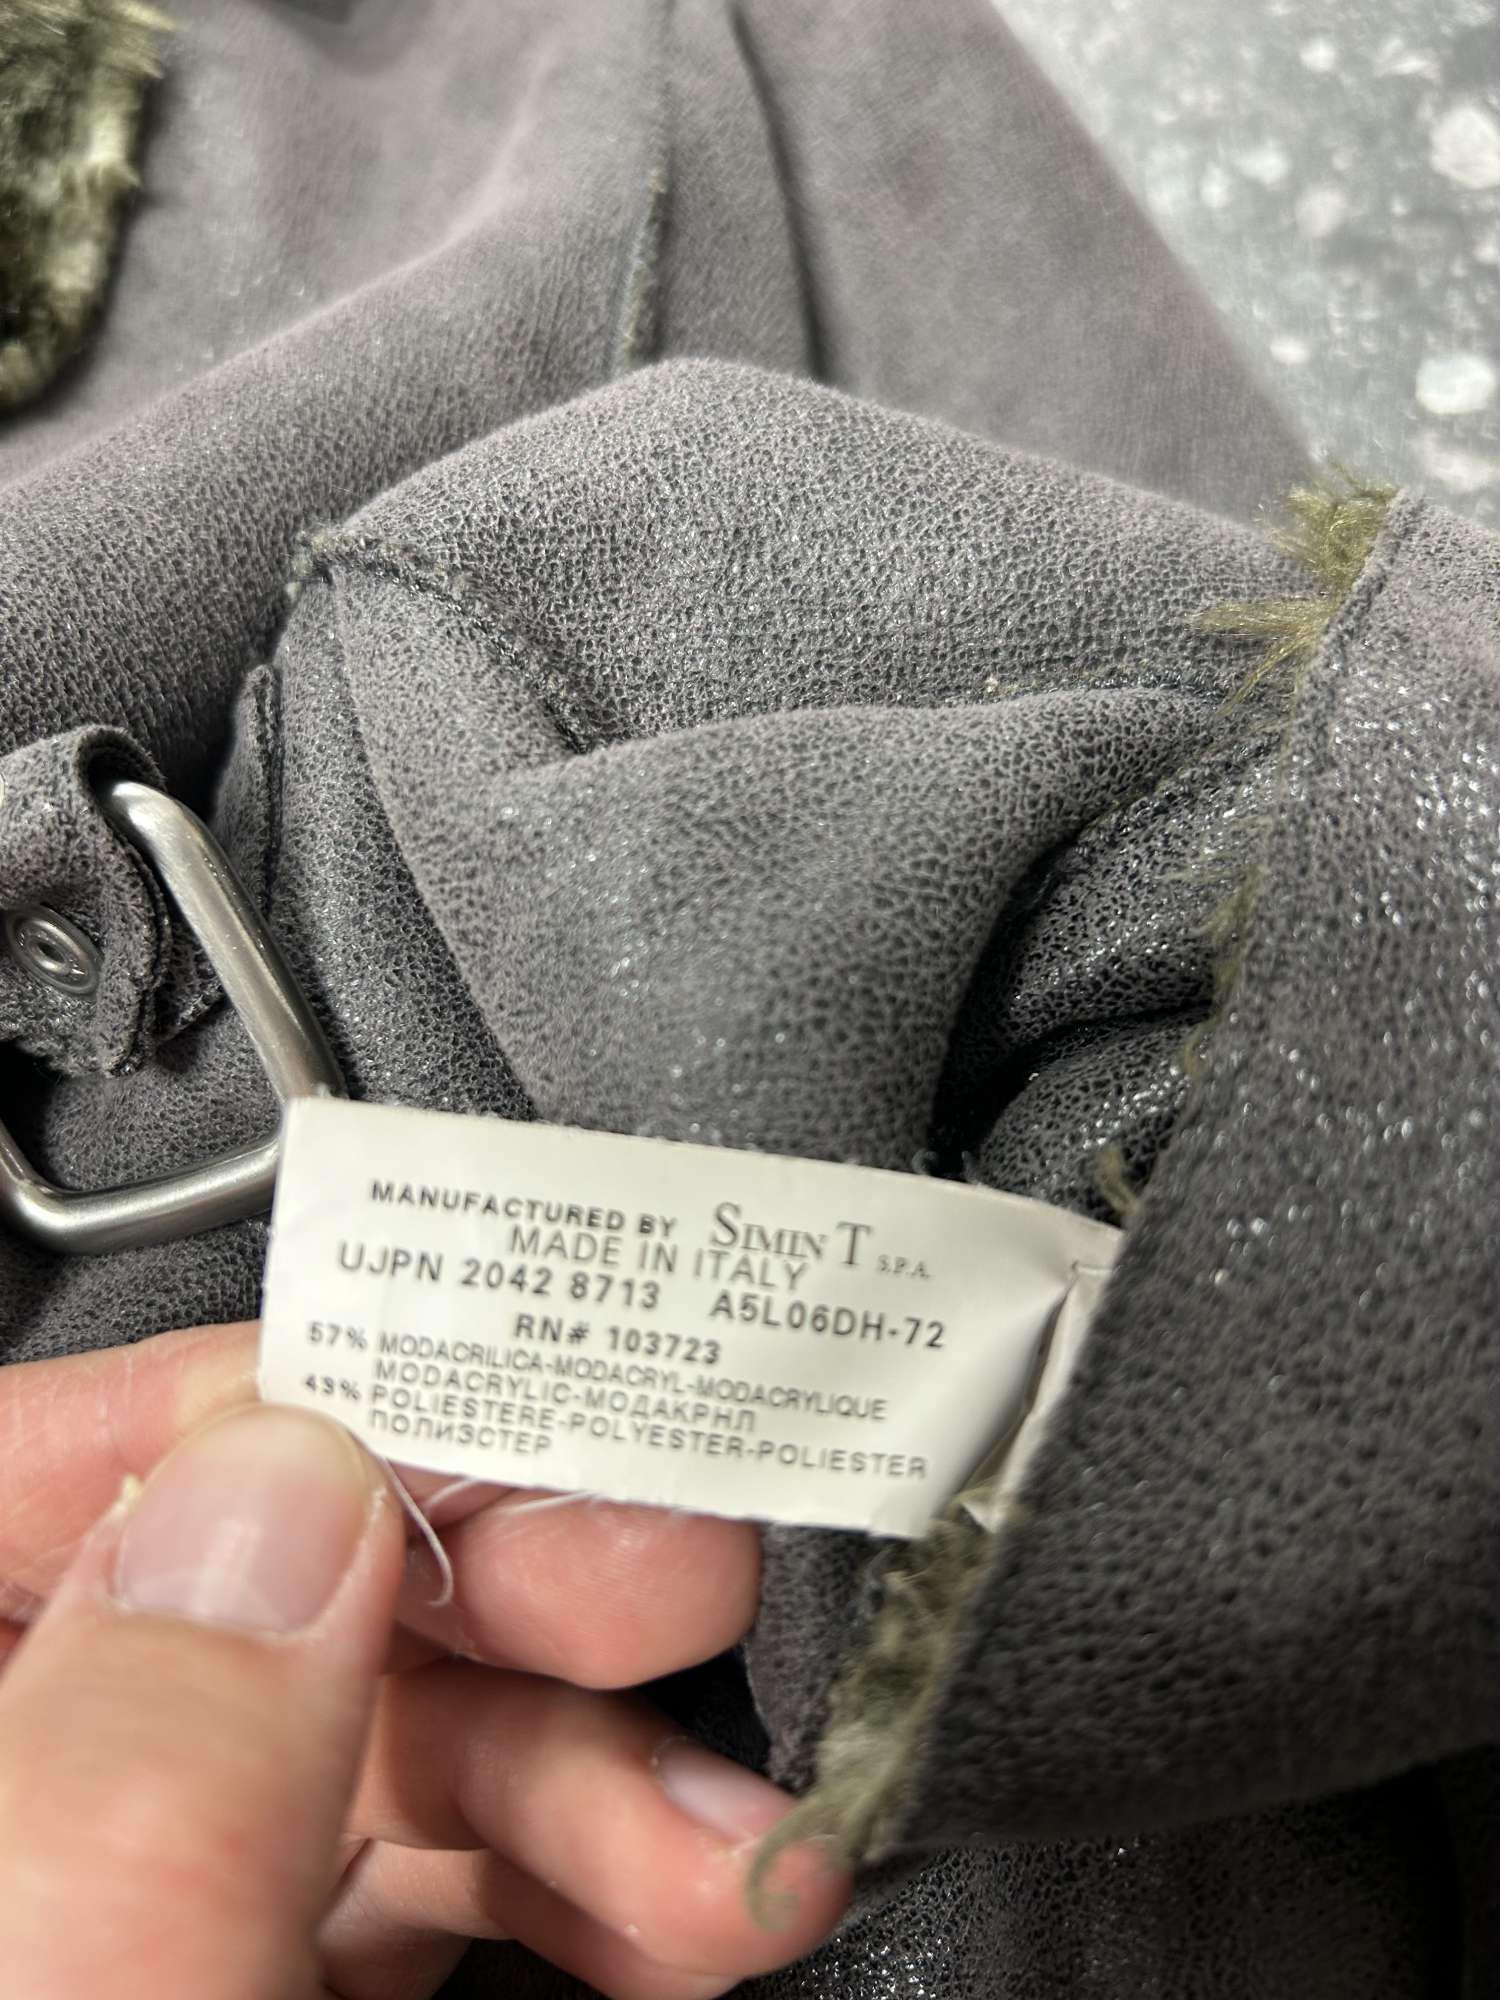 MANUFACTURED BY SIMINT S.P.A.
MADE IN ITALY
UJPN 2042 8713 A5L06DH-72
RN# 103723
57% MODACRILICA-MODACRYL-MODACRYLIQUE
MODACRYLIC-МОДАКРНЛ
43% POLIESTERE-POLYESTER-POLIESTER
ПОЛИЭСТЕР